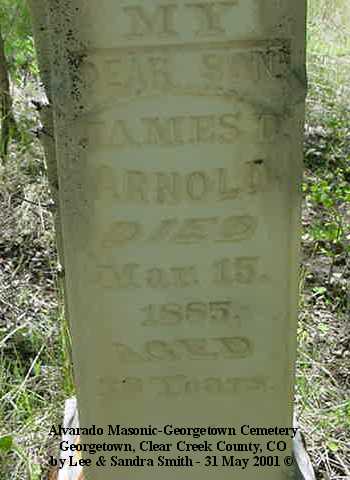 MY
DEAR SON
JAMES D.
ARNOLD
DIED
Mar. 15.
1885.
AGED
Years.
Alvarado Masonic-Georgetown Cemetery
Georgetown, Clear Creek County, CO
by Lee & Sandra Smith - 31 May 2001 ©